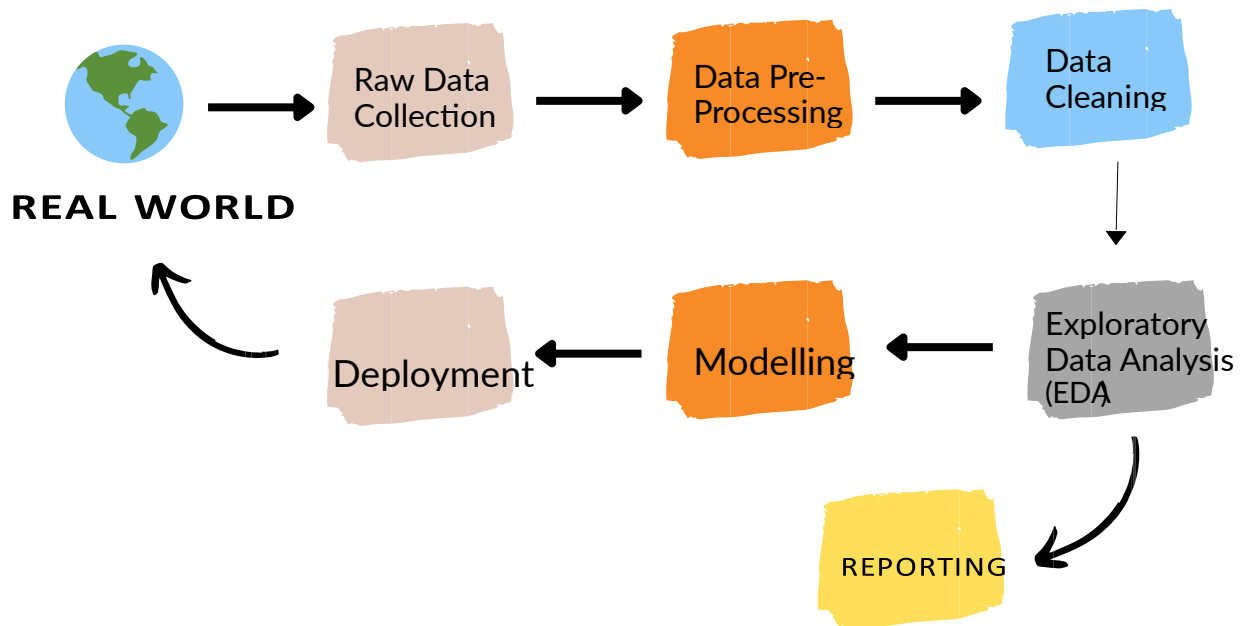 Raw Data
Collection
Data Pre-
Processing
Data
Cleaning
REAL WORLD
Exploratory
Data Analysis
(EDA)
Modelling
Deployment
REPORTING